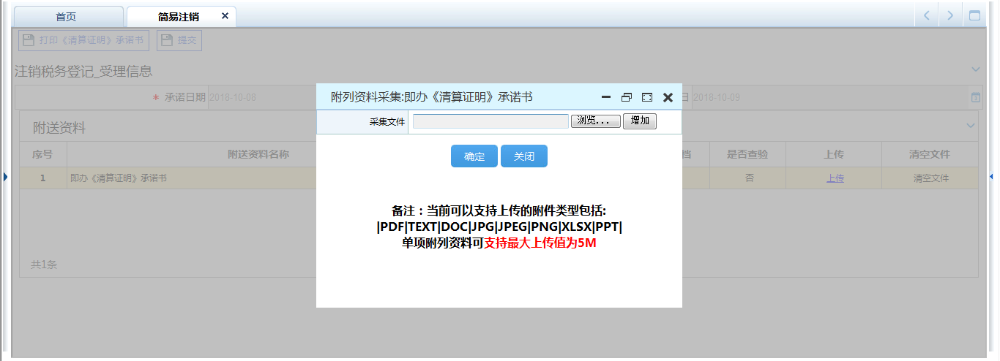 首页
简易注销
打印《清算证明》承诺书 提交
注销税务登记_受理信息
* 承诺日期 2018-10-08 日 2018-10-09
附列资料采集:即办《清算证明》承诺书
采集文件 浏览... 增加
确定 关闭
附送资料
序号 附送资料名称 档 是否查验 上传 清空文件
1 即办《清算证明》承诺书 否 上传 清空文件
备注：当前可以支持上传的附件类型包括:
|PDF|TEXT|DOC|JPG|JPEG|PNG|XLSX|PPT|
单项附列资料可支持最大上传值为5M
共1条